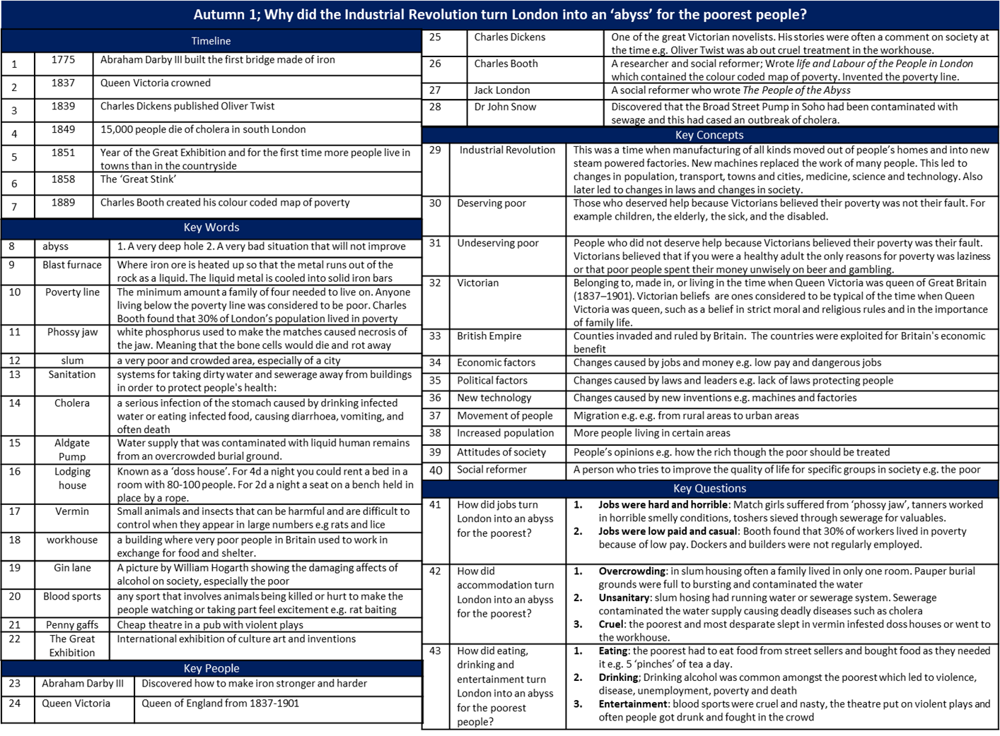 Autumn 1; Why did the Industrial Revolution turn London into an ‘abyss’ for the poorest people?
Timeline
1 1775 Abraham Darby III built the first bridge made of iron
2 1837 Queen Victoria crowned
3 1839 Charles Dickens published Oliver Twist
4 1849 15,000 people die of cholera in south London
5 1851 Year of the Great Exhibition and for the first time more people live in
towns than in the countryside
6 1858 The ‘Great Stink’
7 1889 Charles Booth created his colour coded map of poverty
Key Words
8 abyss 1. A very deep hole 2. A very bad situation that will not improve
9 Blast furnace Where iron ore is heated up so that the metal runs out of the
rock as a liquid. The liquid metal is cooled into solid iron bars
10 Poverty line The minimum amount a family of four needed to live on. Anyone
living below the poverty line was considered to be poor. Charles
Booth found that 30% of London’s population lived in poverty
11 Phossy jaw white phosphorus used to make the matches caused necrosis of
the jaw. Meaning that the bone cells would die and rot away
12 slum a very poor and crowded area, especially of a city
13 Sanitation systems for taking dirty water and sewerage away from buildings
in order to protect people's health:
14 Cholera a serious infection of the stomach caused by drinking infected
water or eating infected food, causing diarrhoea, vomiting, and
often death
15 Aldgate Water supply that was contaminated with liquid human remains
Pump from an overcrowded burial ground.
16 Lodging Known as a ‘doss house’. For 4d a night you could rent a bed in a
house room with 80-100 people. For 2d a night a seat on a bench held in
place by a rope.
17 Vermin Small animals and insects that can be harmful and are difficult to
control when they appear in large numbers e.g rats and lice
18 workhouse a building where very poor people in Britain used to work in
exchange for food and shelter.
19 Gin lane A picture by William Hogarth showing the damaging affects of
alcohol on society, especially the poor
20 Blood sports any sport that involves animals being killed or hurt to make the
people watching or taking part feel excitement e.g. rat baiting
21 Penny gaffs Cheap theatre in a pub with violent plays
22 The Great International exhibition of culture art and inventions
Exhibition
Key People
23 Abraham Darby III Discovered how to make iron stronger and harder
24 Queen Victoria Queen of England from 1837-1901
25 Charles Dickens One of the great Victorian novelists. His stories were often a comment on society at
the time e.g. Oliver Twist was ab out cruel treatment in the workhouse.
26 Charles Booth A researcher and social reformer; Wrote life and Labour of the People in London
which contained the colour coded map of poverty. Invented the poverty line.
27 Jack London A social reformer who wrote The People of the Abyss
28 Dr John Snow Discovered that the Broad Street Pump in Soho had been contaminated with
sewage and this had cased an outbreak of cholera.
Key Concepts
29 Industrial Revolution This was a time when manufacturing of all kinds moved out of people’s homes and into new
steam powered factories. New machines replaced the work of many people. This led to
changes in population, transport, towns and cities, medicine, science and technology. Also
later led to changes in laws and changes in society.
30 Deserving poor Those who deserved help because Victorians believed their poverty was not their fault. For
example children, the elderly, the sick, and the disabled.
31 Undeserving poor People who did not deserve help because Victorians believed their poverty was their fault.
Victorians believed that if you were a healthy adult the only reasons for poverty was laziness
or that poor people spent their money unwisely on beer and gambling.
32 Victorian Belonging to, made in, or living in the time when Queen Victoria was queen of Great Britain
(1837–1901). Victorian beliefs are ones considered to be typical of the time when Queen
Victoria was queen, such as a belief in strict moral and religious rules and in the importance
of family life.
33 British Empire Counties invaded and ruled by Britain. The countries were exploited for Britain's economic
benefit
34 Economic factors Changes caused by jobs and money e.g. low pay and dangerous jobs
35 Political factors Changes caused by laws and leaders e.g. lack of laws protecting people
36 New technology Changes caused by new inventions e.g. machines and factories
37 Movement of people Migration e.g. e.g. from rural areas to urban areas
38 Increased population More people living in certain areas
39 Attitudes of society People’s opinions e.g. how the rich though the poor should be treated
40 Social reformer A person who tries to improve the quality of life for specific groups in society e.g. the poor
Key Questions
41 How did jobs turn
London into an abyss
for the poorest?
1. Jobs were hard and horrible: Match girls suffered from ‘phossy jaw’, tanners worked
in horrible smelly conditions, toshers sieved through sewerage for valuables.
2. Jobs were low paid and casual: Booth found that 30% of workers lived in poverty
because of low pay. Dockers and builders were not regularly employed.
42 How did
accommodation turn
London into an abyss
for the poorest?
1. Overcrowding: in slum housing often a family lived in only one room. Pauper burial
grounds were full to bursting and contaminated the water
2. Unsanitary: slum hosing had running water or sewerage system. Sewerage
contaminated the water supply causing deadly diseases such as cholera
3. Cruel: the poorest and most desparate slept in vermin infested doss houses or went to
the workhouse.
43 How did eating,
drinking and
entertainment turn
London into an abyss
for the poorest
people?
1. Eating: the poorest had to eat food from street sellers and bought food as they needed
it e.g. 5 ‘pinches’ of tea a day.
2. Drinking; Drinking alcohol was common amongst the poorest which led to violence,
disease, unemployment, poverty and death
3. Entertainment: blood sports were cruel and nasty, the theatre put on violent plays and
often people got drunk and fought in the crowd